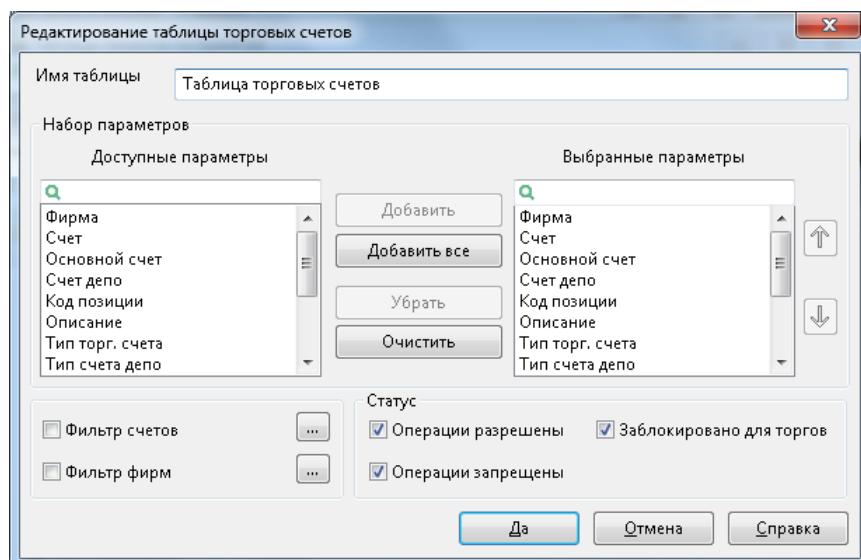 Редактирование таблицы торговых счетов
Имя таблицы
Таблица торговых счетов
Набор параметров
Доступные параметры
Выбранные параметры
Фирма
Счет
Основной счет
Счет депо
Код позиции
Описание
Тип торг. счета
Тип счета депо
Добавить
Добавить все
Убрать
Очистить
Фирма
Счет
Основной счет
Счет депо
Код позиции
Описание
Тип торг. счета
Тип счета депо
Фильтр счетов ...
Фильтр фирм ...
Статус
Операции разрешены Заблокировано для торгов
Операции запрещены
Да Отмена Справка